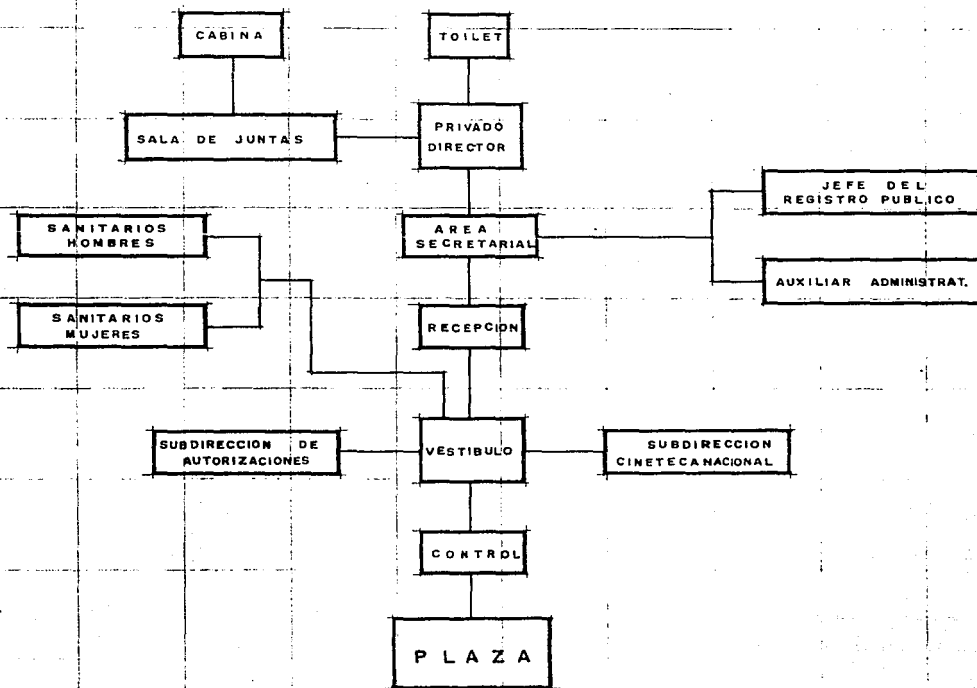 CABINA
TOILET
SALA DE JUNTAS
PRIVADO
DIRECTOR
JEFE DEL
REGISTRO PUBLICO
SANITARIOS
HOMBRES
AREA
SECRETARIAL
AUXILIAR ADMINISTRAT.
SANITARIOS
MUJERES
RECEPCION
SUBDIRECCION DE
AUTORIZACIONES
VESTIBULO
SUBDIRECCION
CINETECA NACIONAL
CONTROL
PLAZA